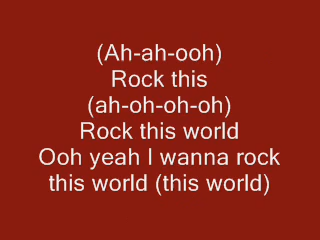 (Ah-ah-ooh)
Rock this
(ah-oh-oh-oh)
Rock this world
Ooh yeah I wanna rock
this world (this world)